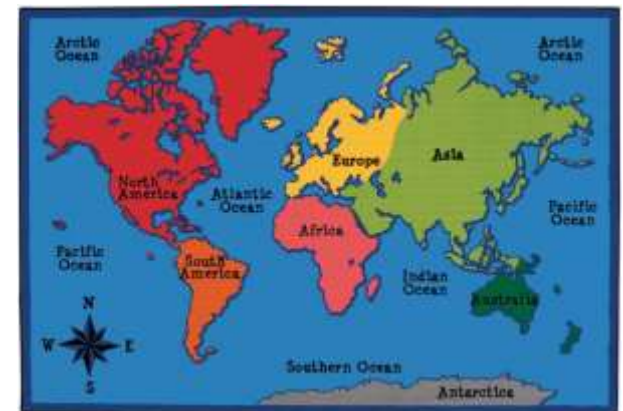 Arctic
Ocean
Arctic
Ocean
Europe
Asia
North
America
Atlantic
Ocean
Pacific
Ocean
Africa
Pacific
Ocean
South
America
Indian
Ocean
Australia
N
W
E
S
Southern Ocean
Antarctica